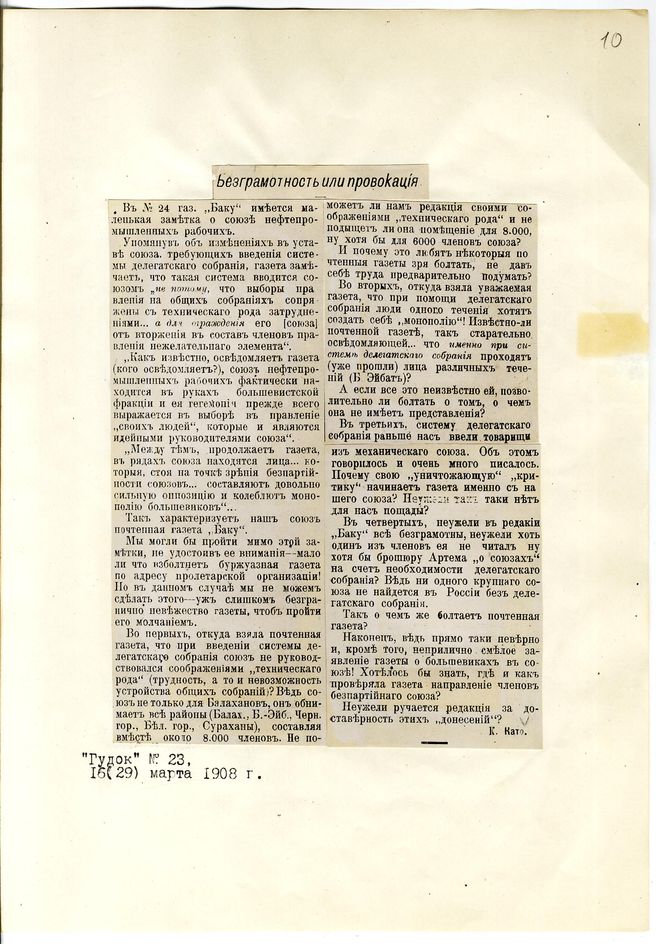 10
Безграмотность или провокація
Въ № 24 газ. „Баку“ имѣется ма-
ленькая замѣтка о союзѣ нефтепро-
мышленныхъ рабочихъ.
Упомянувъ объ измѣненіяхъ въ уста-
вѣ союза. требующихъ введенія систе-
мы делегатскаго собранія, газета замѣ-
чаетъ, что такая система вводится со-
юзомъ „не потому, что выборы пра-
вленія на общихъ собраніяхъ сопря-
жены съ техническаго рода затрудне-
ніями... а для огражденія его [союза]
отъ вторженія въ составъ членовъ прав-
ленія нежелательнаго элемента“.
„Какъ извѣстно, освѣдомляетъ газета
(кого освѣдомляетъ?), союзъ нефтепро-
мышленныхъ рабочихъ фактически на-
ходится въ рукахъ большевистской
фракціи и ея гегемонія прежде всего
выражается въ выборѣ въ правленіе
„своихъ людей“, которые и являются
идейными руководителями союза“.
„Между тѣмъ, продолжаетъ газета,
въ рядахъ союза находятся лица... ко-
торыя, стоя на точкѣ зрѣнія безпартій-
ности союзовъ... составляютъ довольно
сильную оппозицію и колеблютъ моно-
полію большевиковъ“...
Такъ характеризуетъ нашъ союзъ
почтенная газета „Баку“.
Мы могли бы пройти мимо этой за-
мѣтки, не удостоивъ ее вниманія—мало
ли что взболтнетъ буржуазная газета
по адресу пролетарской организаціи!
Но въ данномъ случаѣ мы не можемъ
сдѣлать этого—ужъ слишкомъ безгра-
нично невѣжество газеты, чтобъ пройти
его молчаніемъ.
Во первыхъ, откуда взяла почтенная
газета, что при введеніи системы де-
легатскаго собранія союзъ не руковод-
ствовался соображеніями „техническаго
рода“ (трудность, а то и невозможность
устройства общихъ собраній)? Вѣдь со-
юзъ не только для Балахановъ, онъ обни-
маетъ всѣ районы (Балах., Б.-Эйб., Черн.
гор., Бѣл. гор., Сураханы), составляя
вмѣстѣ около 8.000 членовъ. Не по-
можетъ ли намъ редакція своими со-
ображеніями „техническаго рода“ и не
подыщетъ ли она помѣщеніе для 8.000,
ну хотя бы для 6000 членовъ союза?
И почему это любятъ нѣкоторыя по
чтенныя газеты зря болтать, не давъ
себѣ труда предварительно подумать?
Во вторыхъ, откуда взяла уважаемая
газета, что при помощи делегатскаго
собранія люди одного теченія хотятъ
создать себѣ „монополію“! Извѣстно-ли
почтенной газетѣ, такъ старательно
освѣдомляющей... что именно при си-
стемѣ делегатскаго собранія проходятъ
(уже прошли) лица различныхъ тече-
ній (Б Эйбатъ)?
А если все это неизвѣстно ей, позво-
лительно ли болтать о томъ, о чемъ
она не имѣетъ представленія?
Въ третьихъ, систему делегатскаго
собранія раньше насъ ввели товарищи
изъ механическаго союза. Объ этомъ
говорилось и очень много писалось.
Почему свою „уничтожающую“ „кри-
тику“ начинаетъ газета именно съ на
шего союза? Неужели такъ таки нѣтъ
для насъ пощады?
Въ четвертыхъ, неужели въ редакіи
„Баку“ всѣ безграмотны, неужели хоть
одинъ изъ членовъ ея не читалъ ну
хотя бы брошюру Артема „о союзахъ“
на счетъ необходимости делегатскаго
собранія? Вѣдь ни одного крупнаго со-
юза не найдется въ Россіи безъ деле-
гатскаго собранія.
Такъ о чемъ же болтаетъ почтенная
газета?
Наконецъ, вѣдь прямо таки невѣрно
и, кромѣ того, неприлично смѣлое за-
явленіе газеты о большевикахъ въ со-
юзѣ! Хотѣлось бы знать, гдѣ и какъ
провѣряла газета направленіе членовъ
безпартійнаго союза?
Неужели ручается редакція за до-
стовѣрность этихъ „донесеній“?
К. Като.
"Гудок" № 23,
16(29) марта 1908 г.